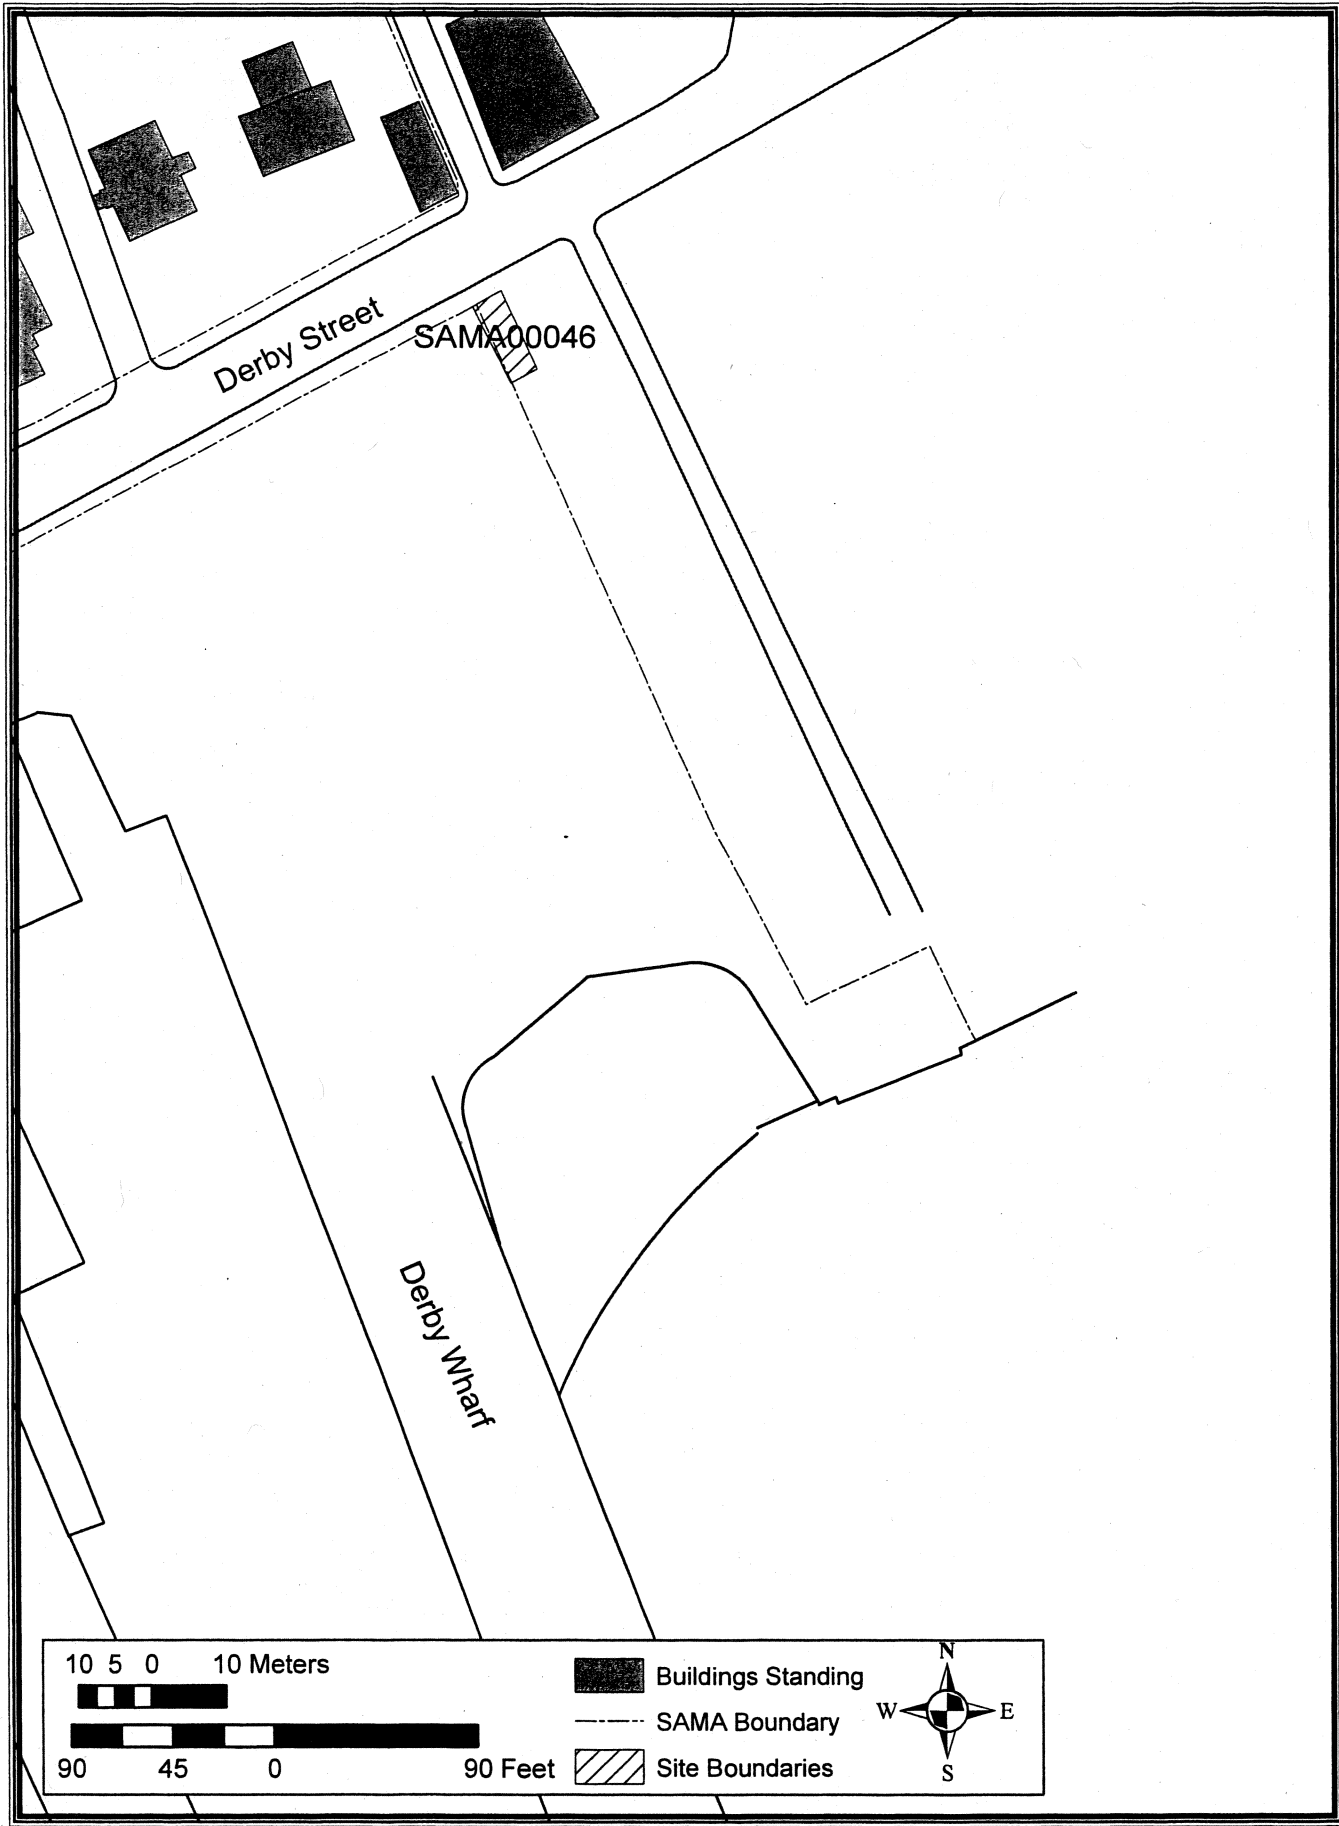 Derby Street
SAMA00046
Derby Wharf
10 5 0 10 Meters
90 45 0 90 Feet
Buildings Standing
SAMA Boundary
Site Boundaries
N
W E
S